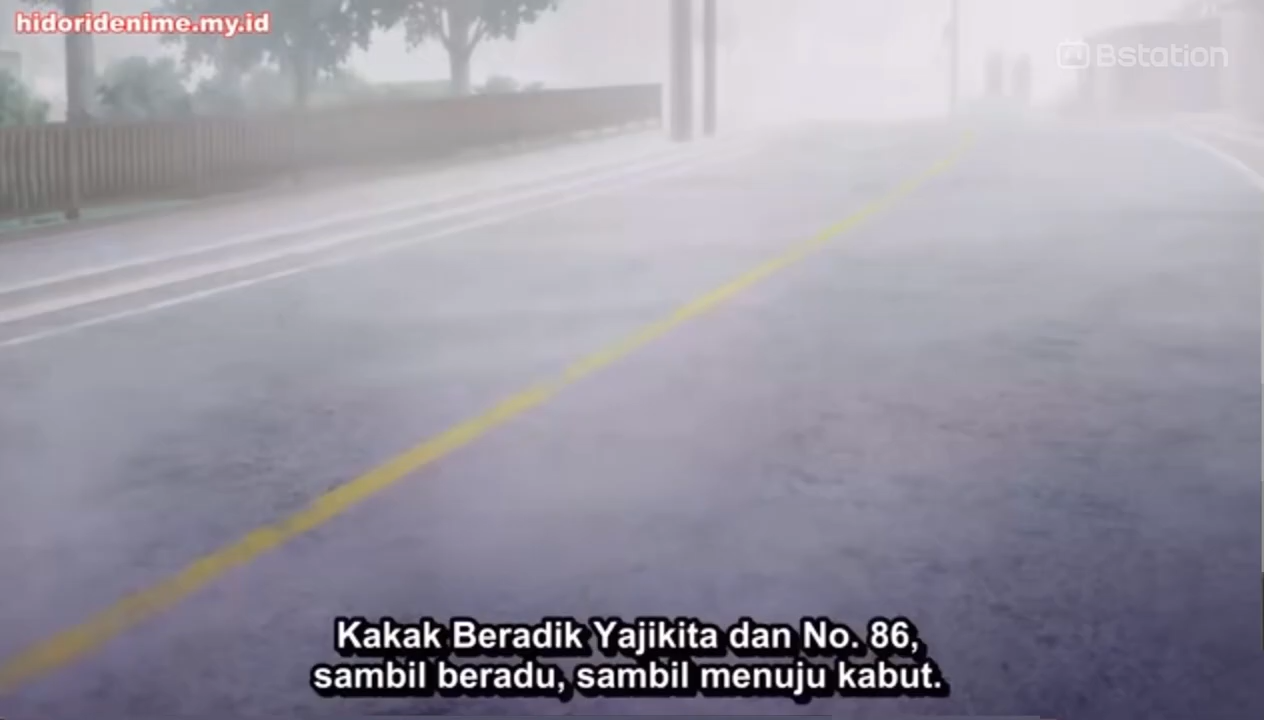 hidoridenime.my.id
Bstation
Kakak Beradik Yajikita dan No. 86,
sambil beradu, sambil menuju kabut.